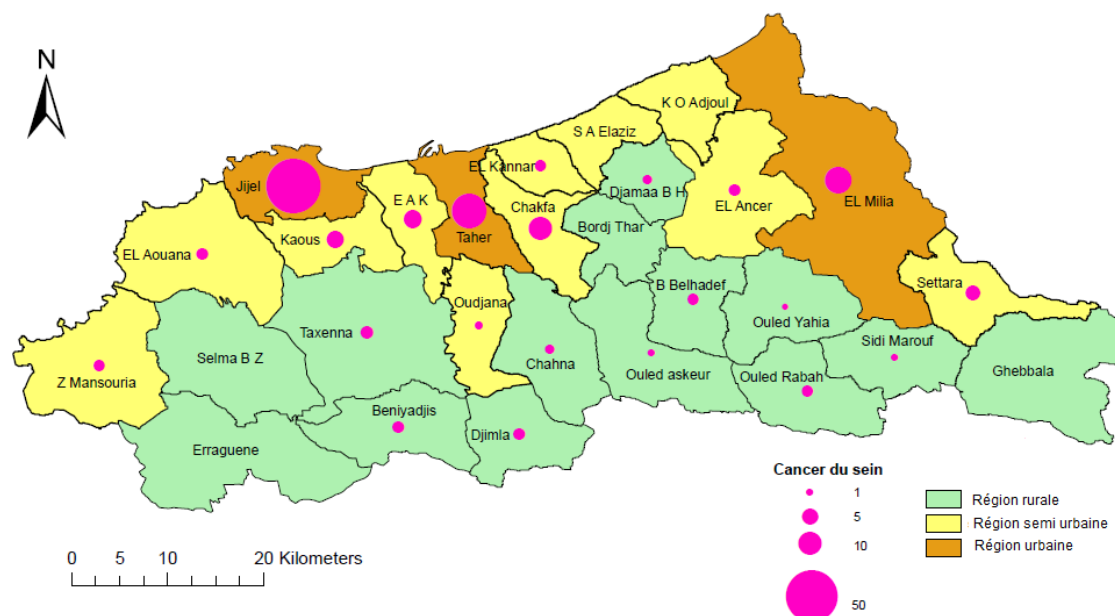 N
K O Adjoul
S A Elaziz
EL Kannar
Jijel
Djamaa B H
E A K
Chakfa
EL Ancer
EL Milia
Bordj Thar
Taher
Kaous
EL Aouana
B Belhadef
Settara
Oudjana
Taxenna
Ouled Yahia
Sidi Marouf
Selma B Z
Chahna
Ouled askeur
Ouled Rabah
Ghebbala
Z Mansouria
Beniyadjis
Djimla
Erraguene
Cancer du sein
1
5
10
50
Région rurale
Région semi urbaine
Région urbaine
0 5 10 20 Kilometers